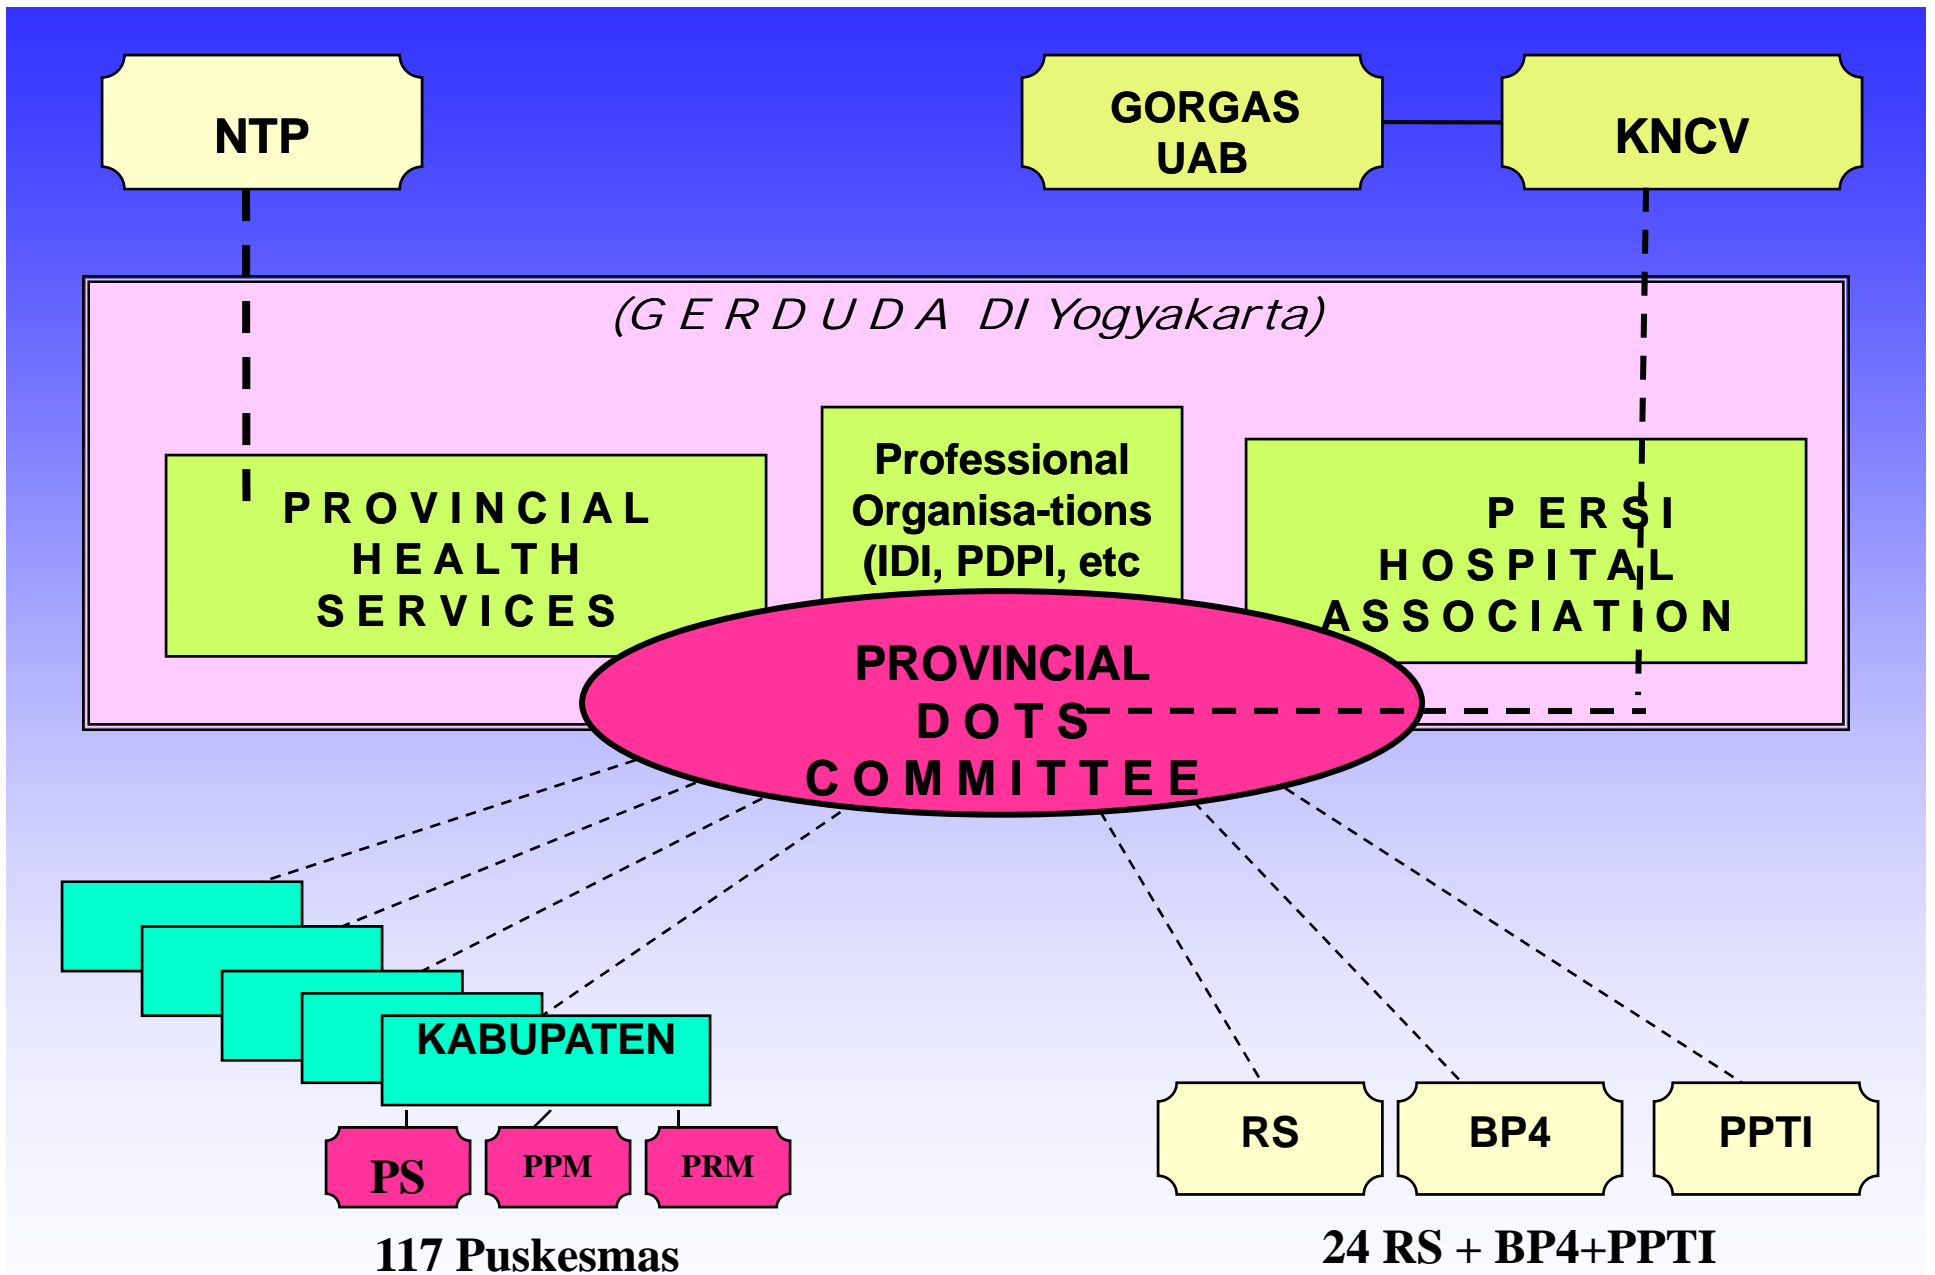 NTP
GORGAS
UAB
KNCV
(G E R D U D A DI Yogyakarta)
P R O V I N C I A L
H E A L T H
S E R V I C E S
Professional
Organisa-tions
(IDI, PDPI, etc
P E R S I
H O S P I T A L
A S S O C I A T I O N
PROVINCIAL
D O T S
C O M M I T T E E
KABUPATEN
PS
PPM
PRM
117 Puskesmas
RS
BP4
PPTI
24 RS + BP4+PPTI